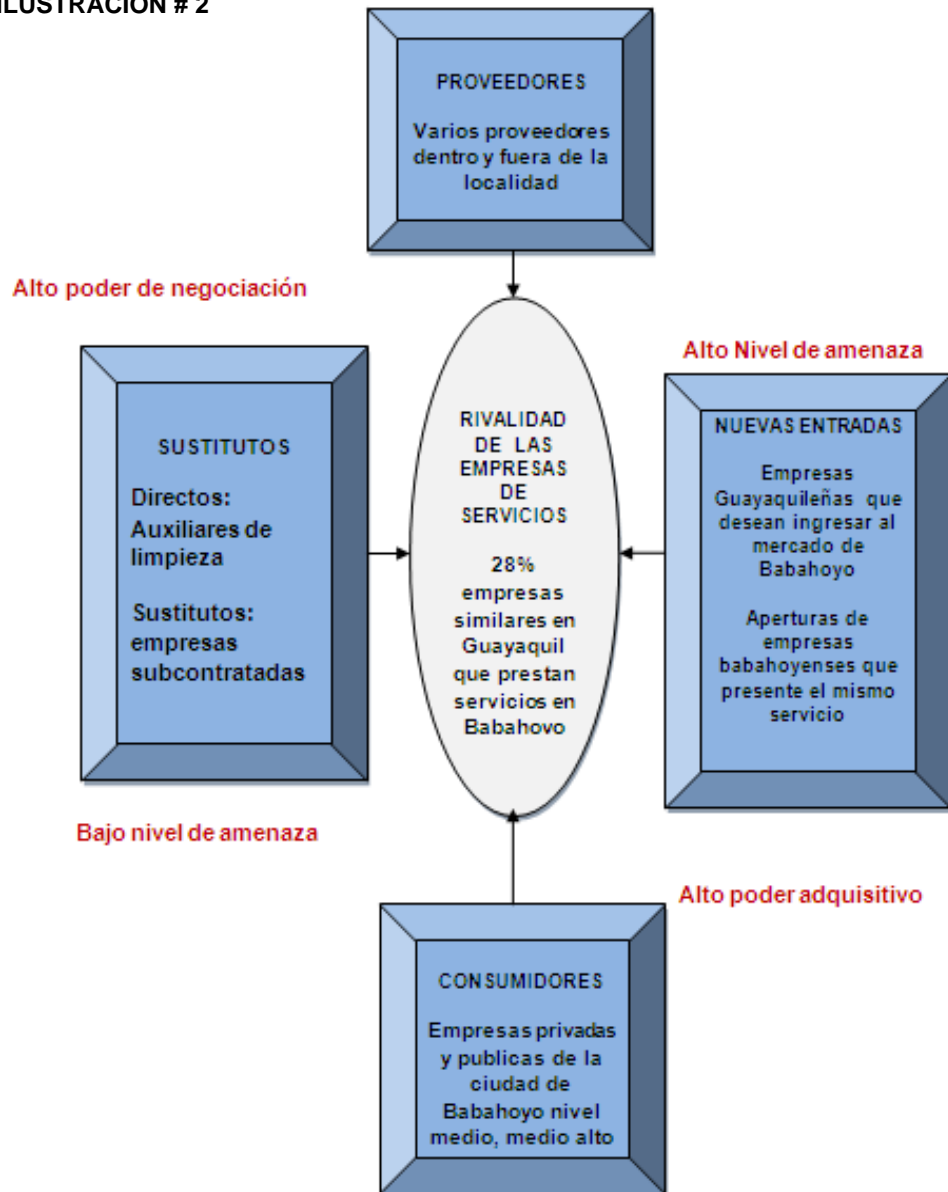 ILUSTRACIÓN # 2
PROVEEDORES
Varios proveedores
dentro y fuera de la
localidad
Alto poder de negociación
Alto Nivel de amenaza
SUSTITUTOS
Directos:
Auxiliares de
limpieza
Sustitutos:
empresas
subcontratadas
RIVALIDAD
DE LAS
EMPRESAS
DE
SERVICIOS
28%
empresas
similares en
Guayaquil
que prestan
servicios en
Babahovo
NUEVAS ENTRADAS
Empresas
Guayaquileñas que
desean ingresar al
mercado de
Babahoyo
Aperturas de
empresas
babahoyenses que
presente el mismo
servicio
Bajo nivel de amenaza
Alto poder adquisitivo
CONSUMIDORES
Empresas privadas
y publicas de la
ciudad de
Babahoyo nivel
medio, medio alto